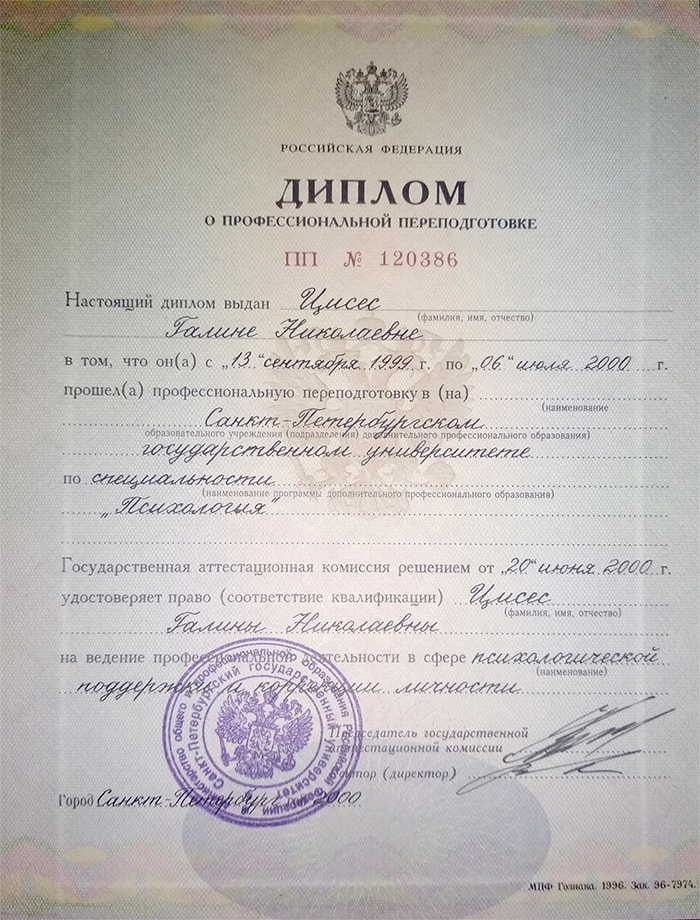 РОССИЙСКАЯ ФЕДЕРАЦИЯ
ДИПЛОМ
О ПРОФЕССИОНАЛЬНОЙ ПЕРЕПОДГОТОВКЕ
ПП № 120386
Настоящий диплом выдан Цисес
(фамилия, имя, отчество)
Галине Николаевне
в том, что он(а) с „13“ сентября 1999 г. по „06“ июля 2000 г.
прошел(а) профессиональную переподготовку в (на)
(наименование
Санкт-Петербургском
образовательного учреждения (подразделения) дополнительного профессионального образования)
государственном университете
по специальности
(наименование программы дополнительного профессионального образования)
„Психология“
Государственная аттестационная комиссия решением от „20“ июня 2000 г.
удостоверяет право (соответствие квалификации) Цисес
(фамилия, имя, отчество)
Галины Николаевны
на ведение профессиональной деятельности в сфере психологической
(наименование)
поддержки и коррекции личности
Председатель государственной
аттестационной комиссии
Ректор (директор)
Город Санкт-Петербург 2000
Санкт-Петербургский государственный университет
МПФ Гознака. 1996. Зак. 96-7974.